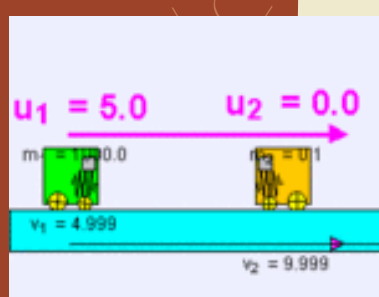 u₁ = 5.0 u₂ = 0.0
v₁ = 4.999
v₂ = 9.999